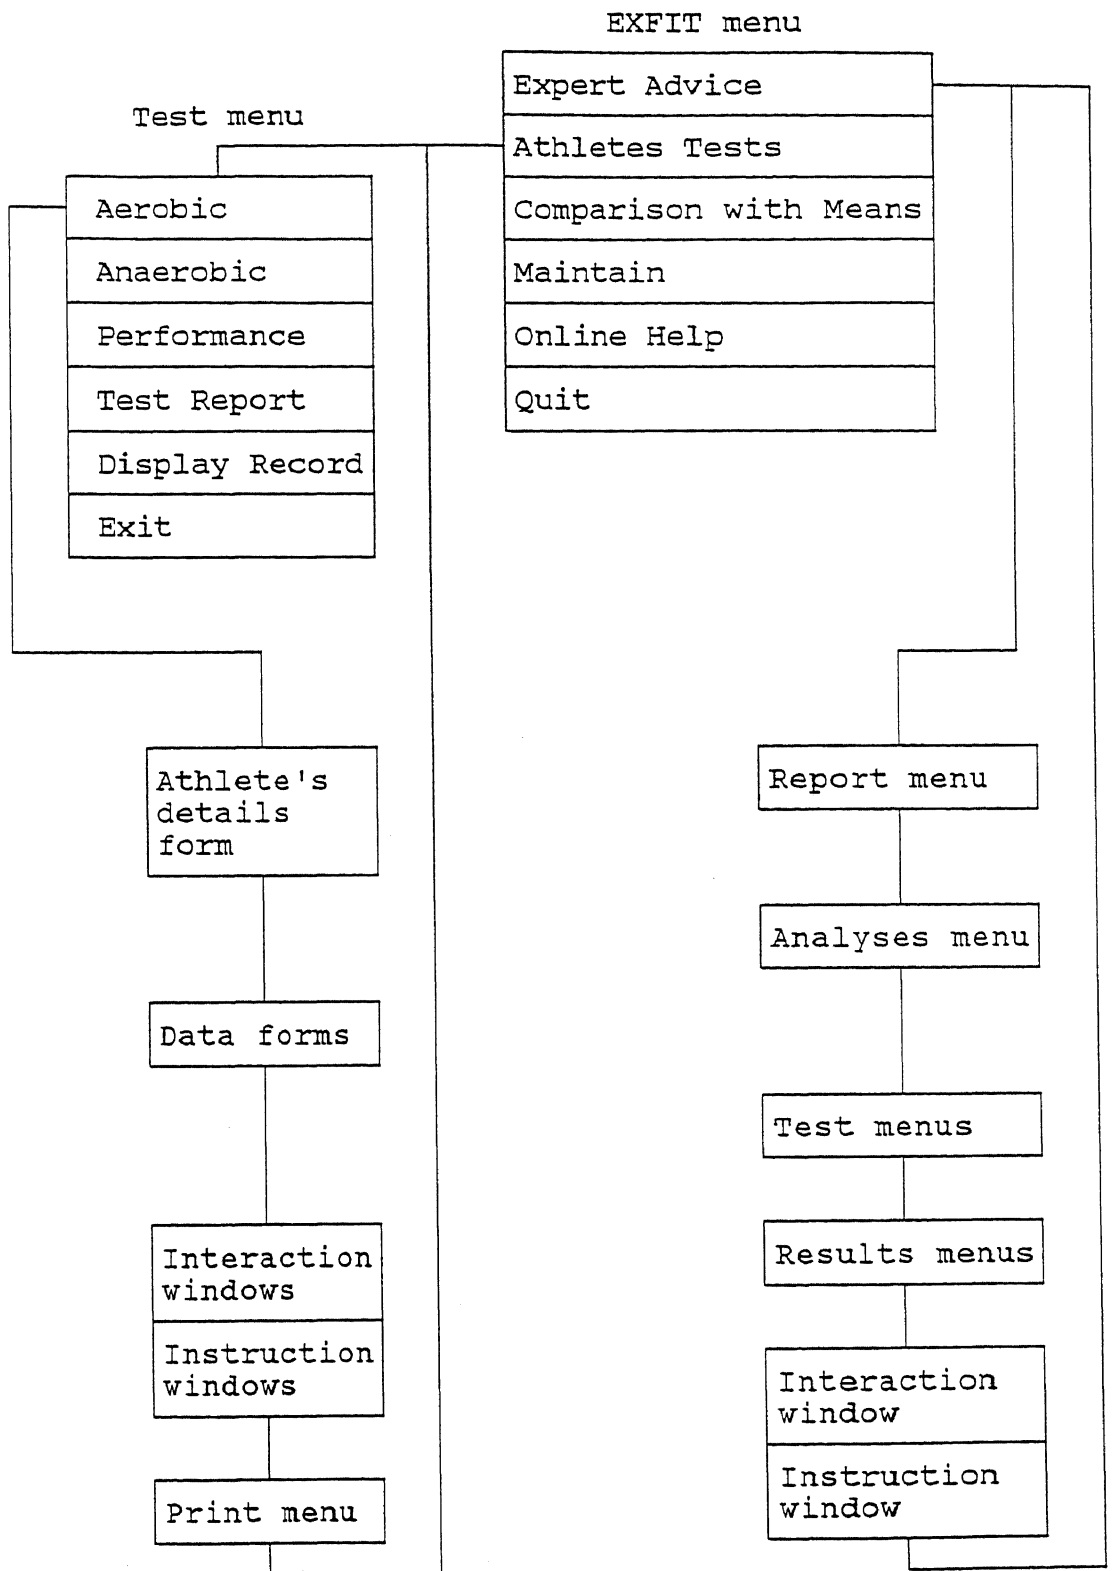 EXFIT menu
Expert Advice
Athletes Tests
Comparison with Means
Maintain
Online Help
Quit
Test menu
Aerobic
Anaerobic
Performance
Test Report
Display Record
Exit
Athlete's
details
form
Data forms
Interaction
windows
Instruction
windows
Print menu
Report menu
Analyses menu
Test menus
Results menus
Interaction
window
Instruction
window